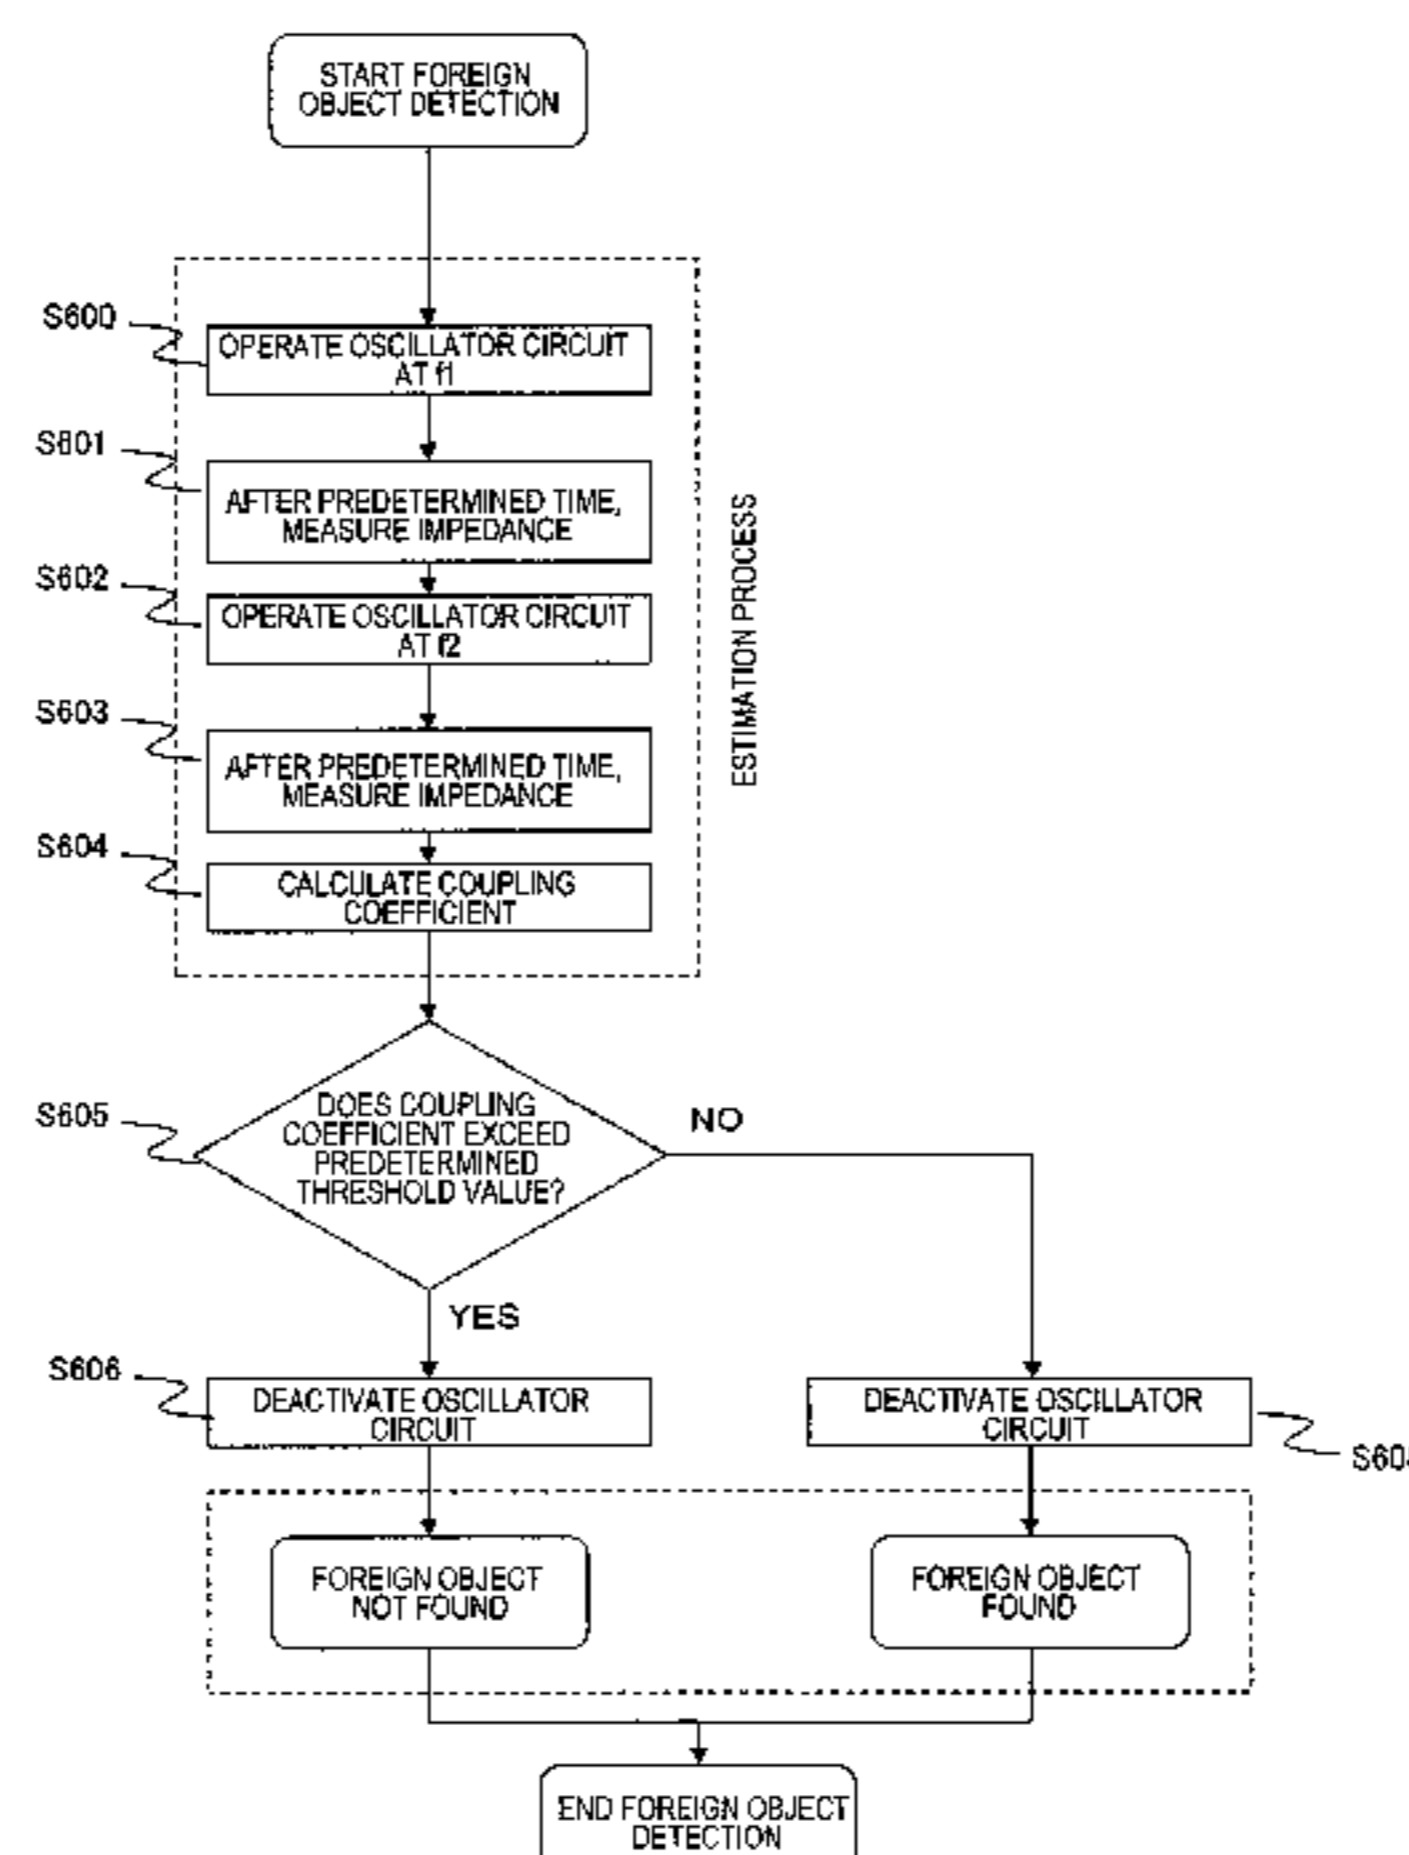 START FOREIGN
OBJECT DETECTION
S600
OPERATE OSCILLATOR CIRCUIT
AT f1
S601
AFTER PREDETERMINED TIME,
MEASURE IMPEDANCE
S602
OPERATE OSCILLATOR CIRCUIT
AT f2
S603
AFTER PREDETERMINED TIME,
MEASURE IMPEDANCE
S604
CALCULATE COUPLING
COEFFICIENT
ESTIMATION PROCESS
S605
DOES COUPLING
COEFFICIENT EXCEED
PREDETERMINED
THRESHOLD VALUE?
NO
YES
S606
DEACTIVATE OSCILLATOR
CIRCUIT
DEACTIVATE OSCILLATOR
CIRCUIT
FOREIGN OBJECT
NOT FOUND
FOREIGN OBJECT
FOUND
END FOREIGN OBJECT
DETECTION